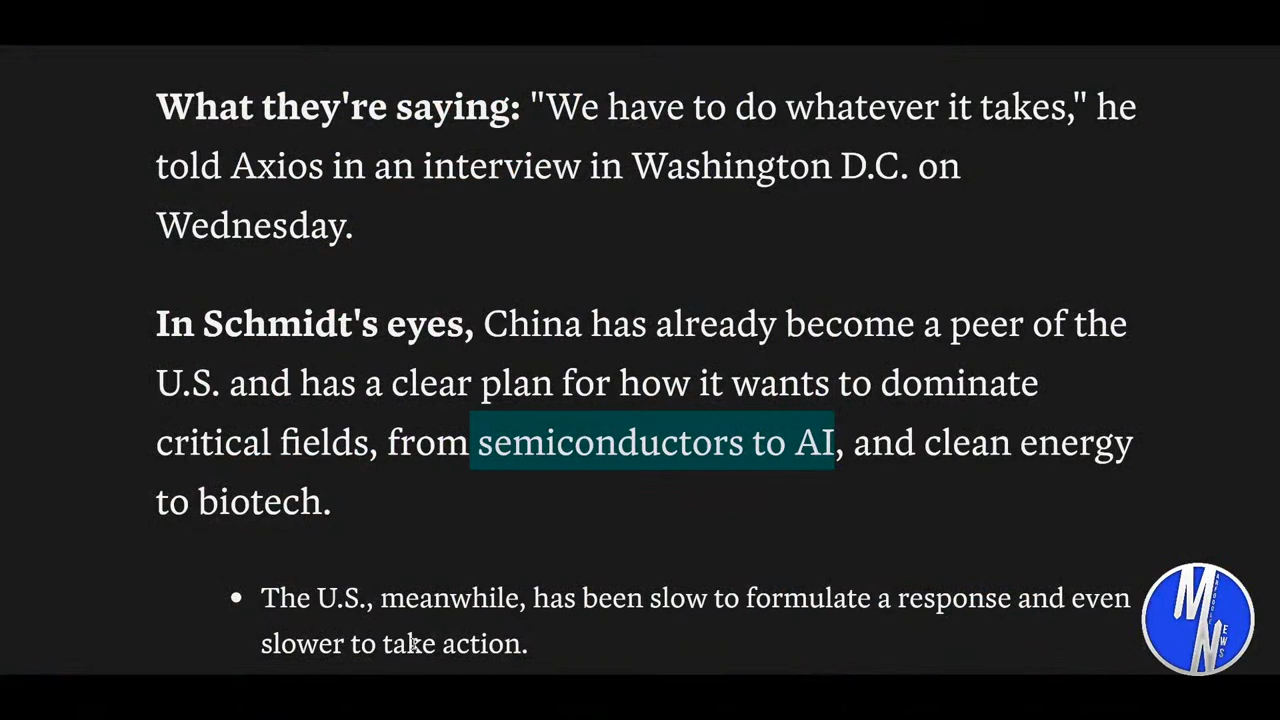 What they're saying: "We have to do whatever it takes," he
told Axios in an interview in Washington D.C. on
Wednesday.
In Schmidt's eyes, China has already become a peer of the
U.S. and has a clear plan for how it wants to dominate
critical fields, from semiconductors to AI, and clean energy
to biotech.
• The U.S., meanwhile, has been slow to formulate a response and even
slower to take action.
M
N
EWS